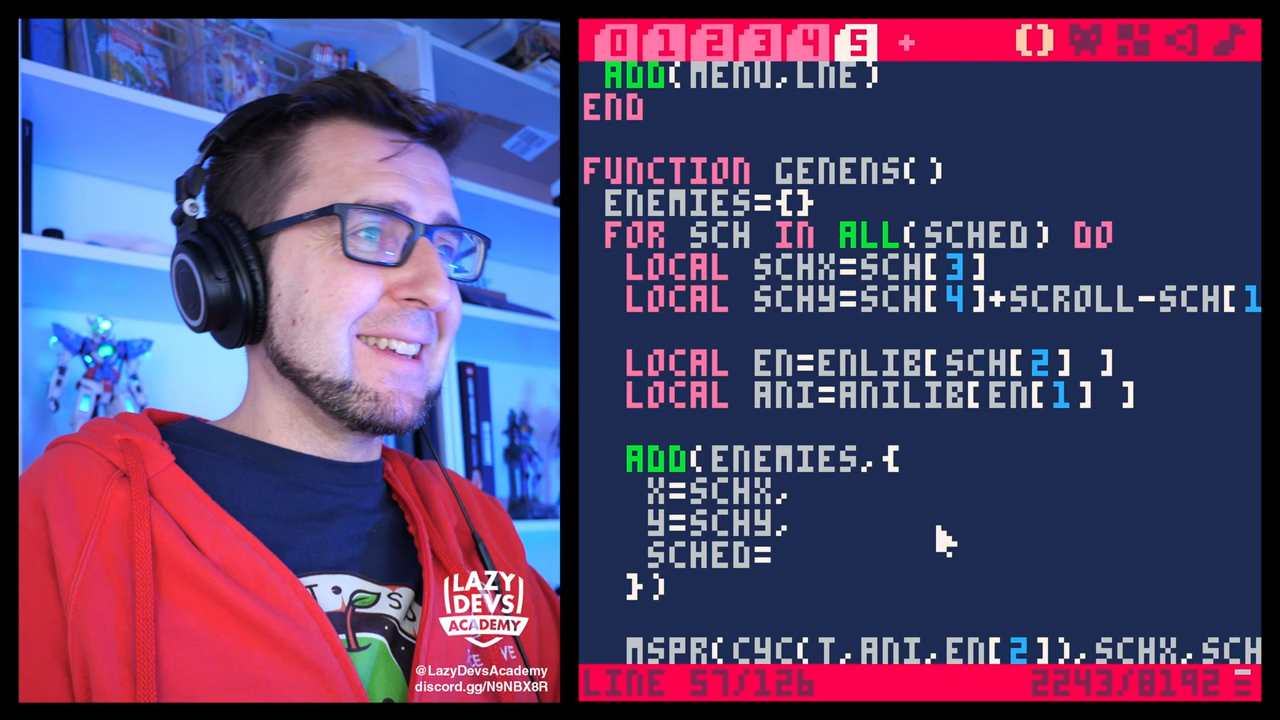 0 1 2 3 4 5 + ()
ADD(MENU,LNE)
END
FUNCTION GENENS()
ENEMIES={}
FOR SCH IN ALL(SCHED) DO
LOCAL SCHX=SCH[3]
LOCAL SCHY=SCH[4]+SCROLL-SCH[1
LOCAL EN=ENLIB[SCH[2] ]
LOCAL ANI=ANILIB[EN[1] ]
ADD(ENEMIES,{
X=SCHX,
Y=SCHY,
SCHED=
})
MSPR(CYC(T,ANI,EN[2]),SCHX,SCH
LINE 57/126
2243/8192
LAZY
DEVS
ACADEMY
@LazyDevsAcademy
discord.gg/N9NBX8R